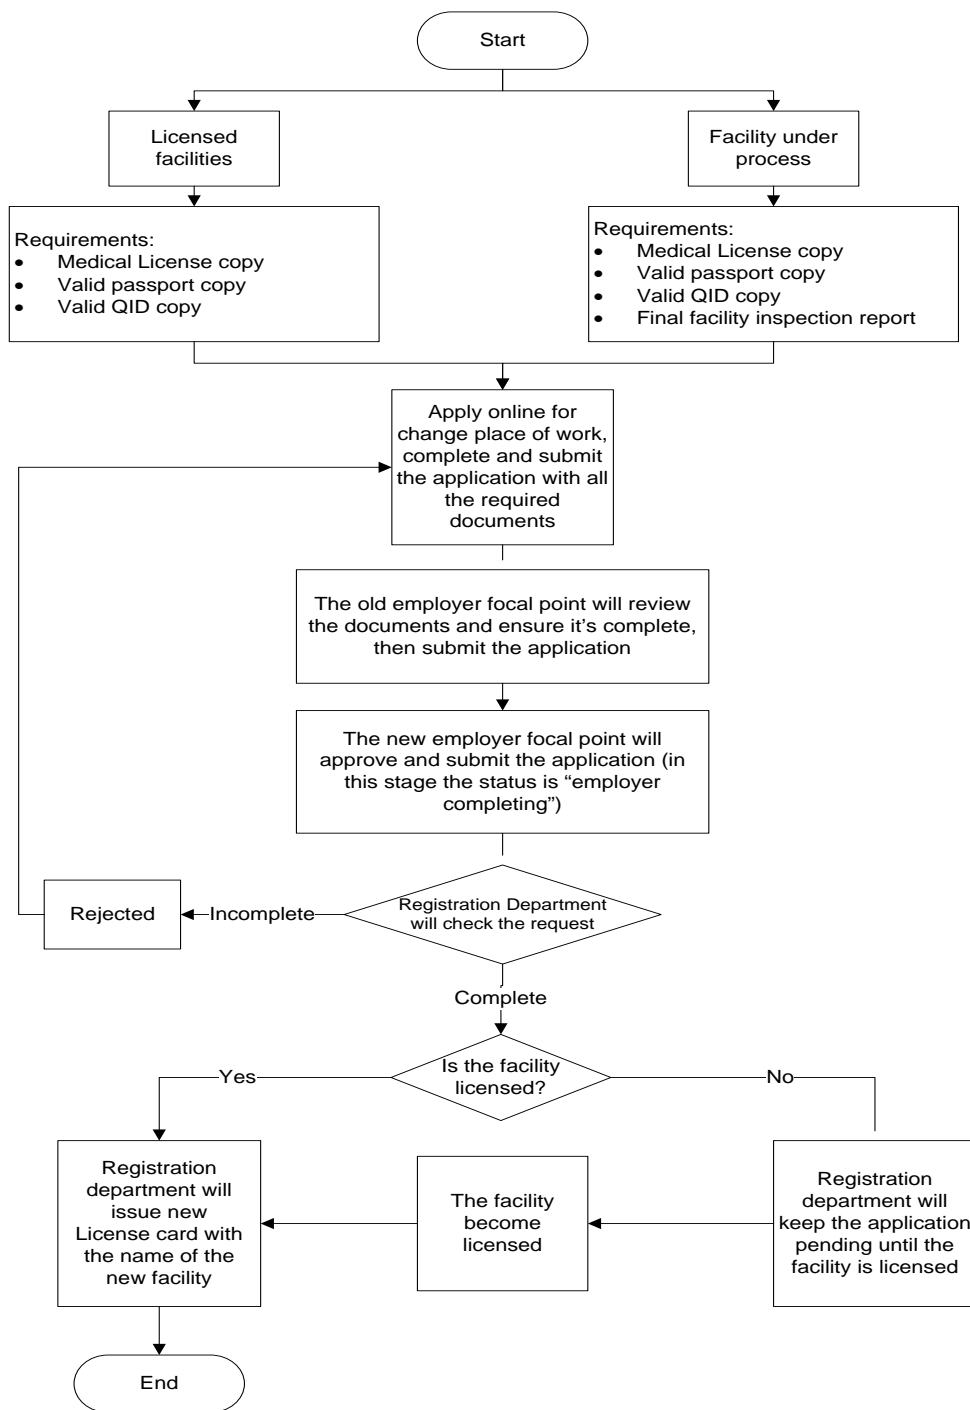 Start
Licensed
facilities
Facility under
process
Requirements:
• Medical License copy
• Valid passport copy
• Valid QID copy
Requirements:
• Medical License copy
• Valid passport copy
• Valid QID copy
• Final facility inspection report
Apply online for
change place of work,
complete and submit
the application with all
the required
documents
The old employer focal point will review
the documents and ensure it’s complete,
then submit the application
The new employer focal point will
approve and submit the application (in
this stage the status is “employer
completing”)
Rejected
Incomplete
Registration Department
will check the request
Complete
Is the facility
licensed?
Yes
No
Registration
department will
issue new
License card with
the name of the
new facility
The facility
become
licensed
Registration
department will
keep the application
pending until the
facility is licensed
End